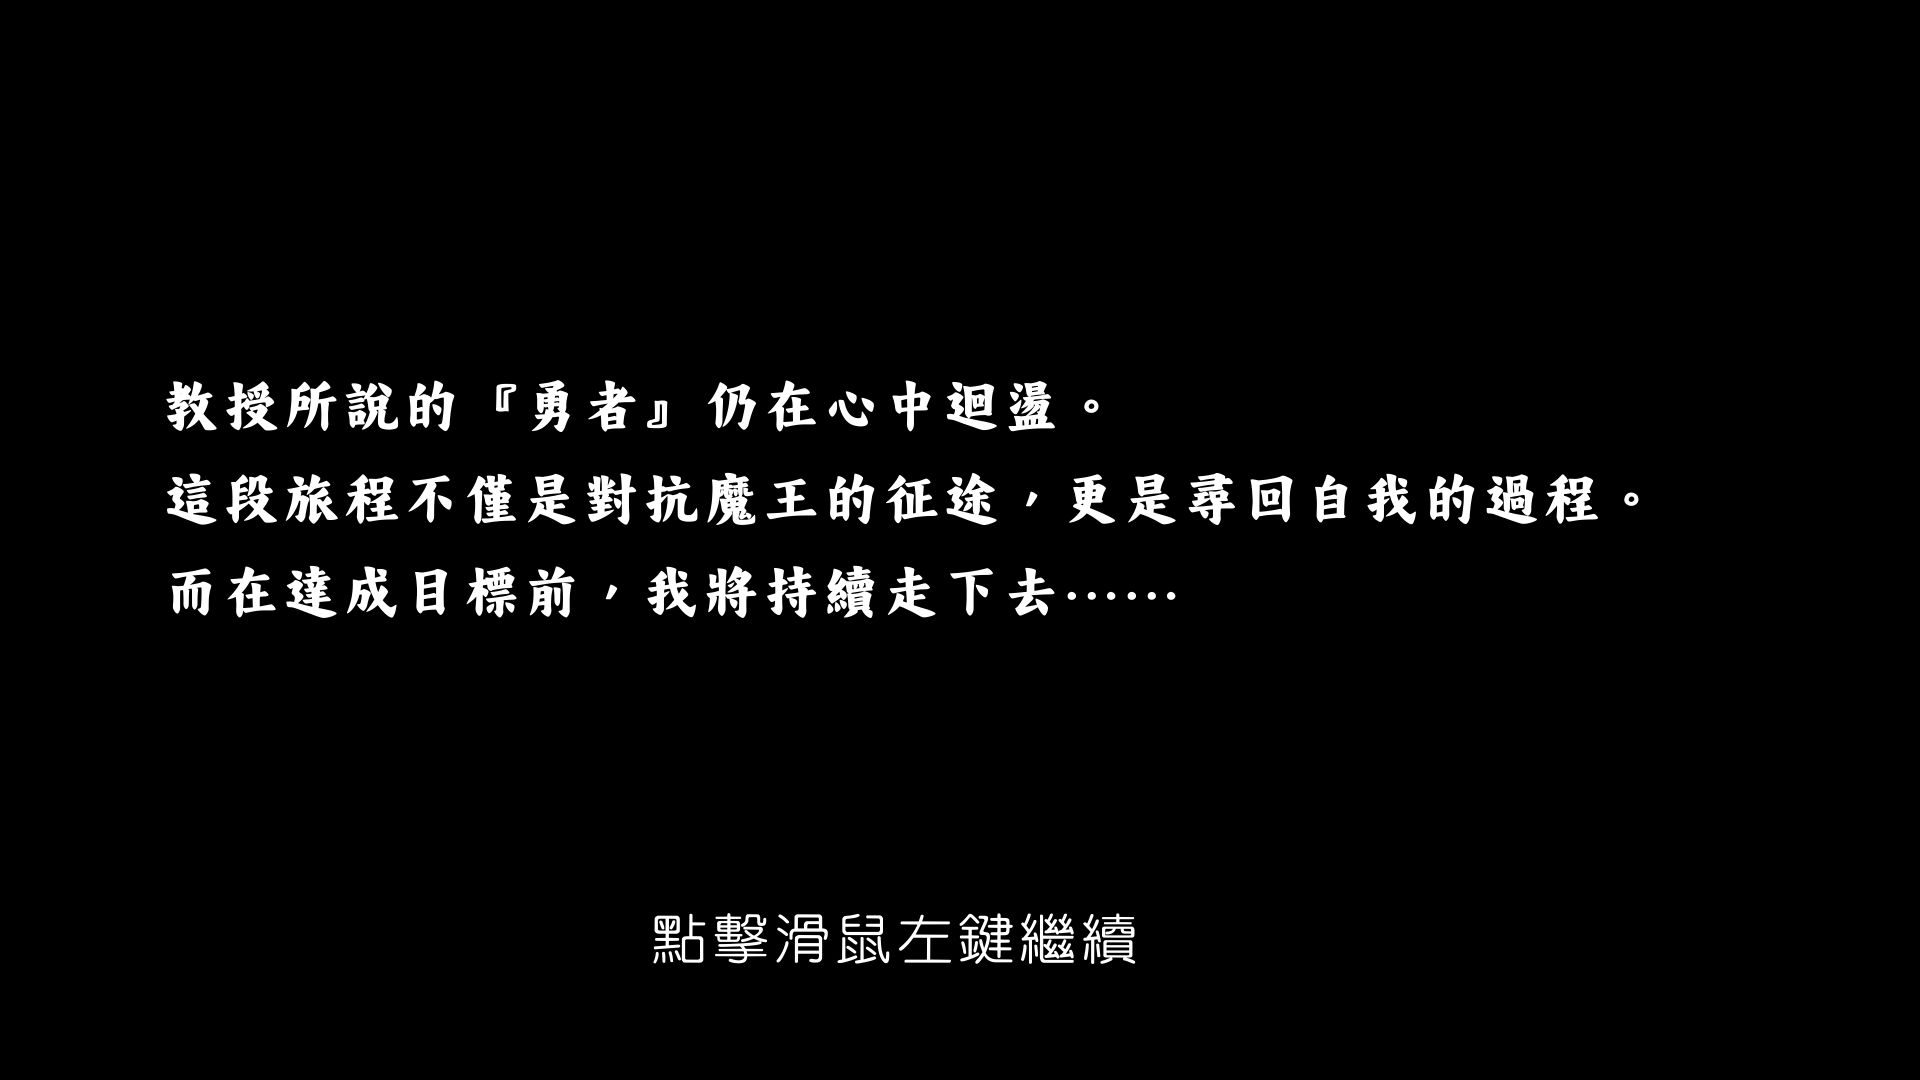 教授所說的『勇者』仍在心中迴盪。
這段旅程不僅是對抗魔王的征途，更是尋回自我的過程。
而在達成目標前，我將持續走下去……
點擊滑鼠左鍵繼續